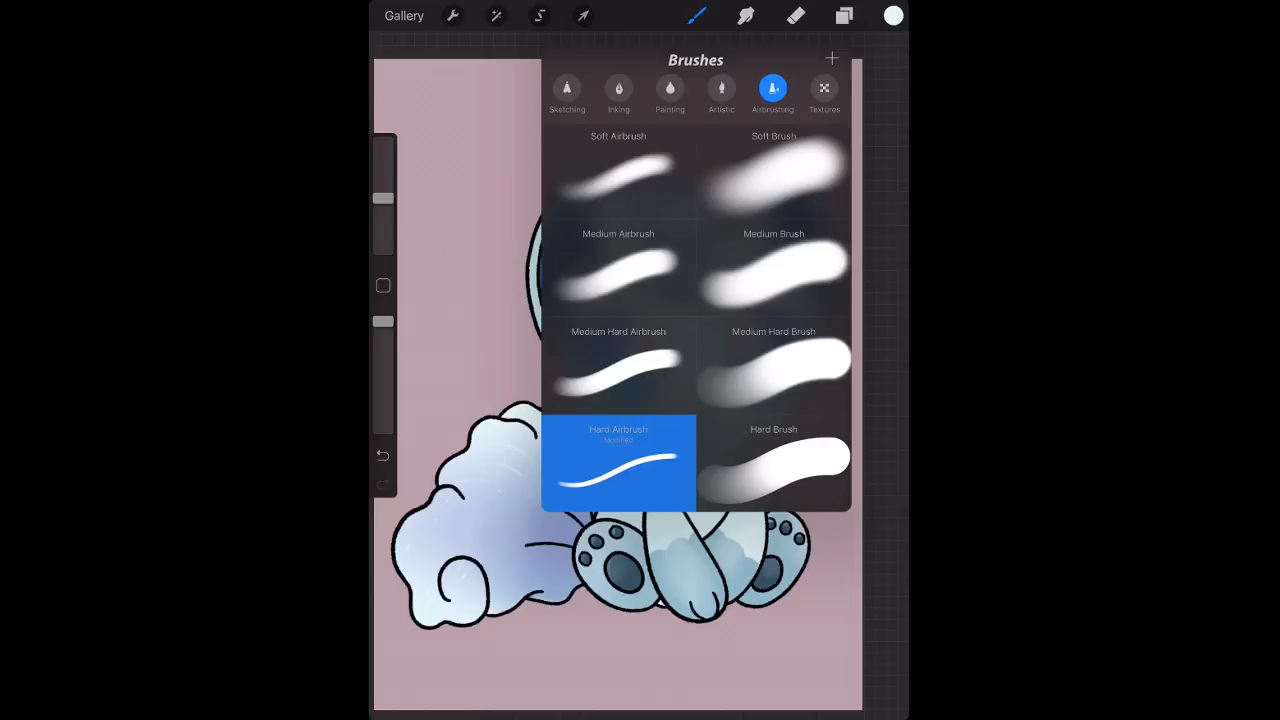 Gallery
Brushes
Sketching Inking Painting Artistic Airbrushing Textures
Soft Airbrush Soft Brush
Medium Airbrush Medium Brush
Medium Hard Airbrush Medium Hard Brush
Hard Airbrush Hard Brush
Modified